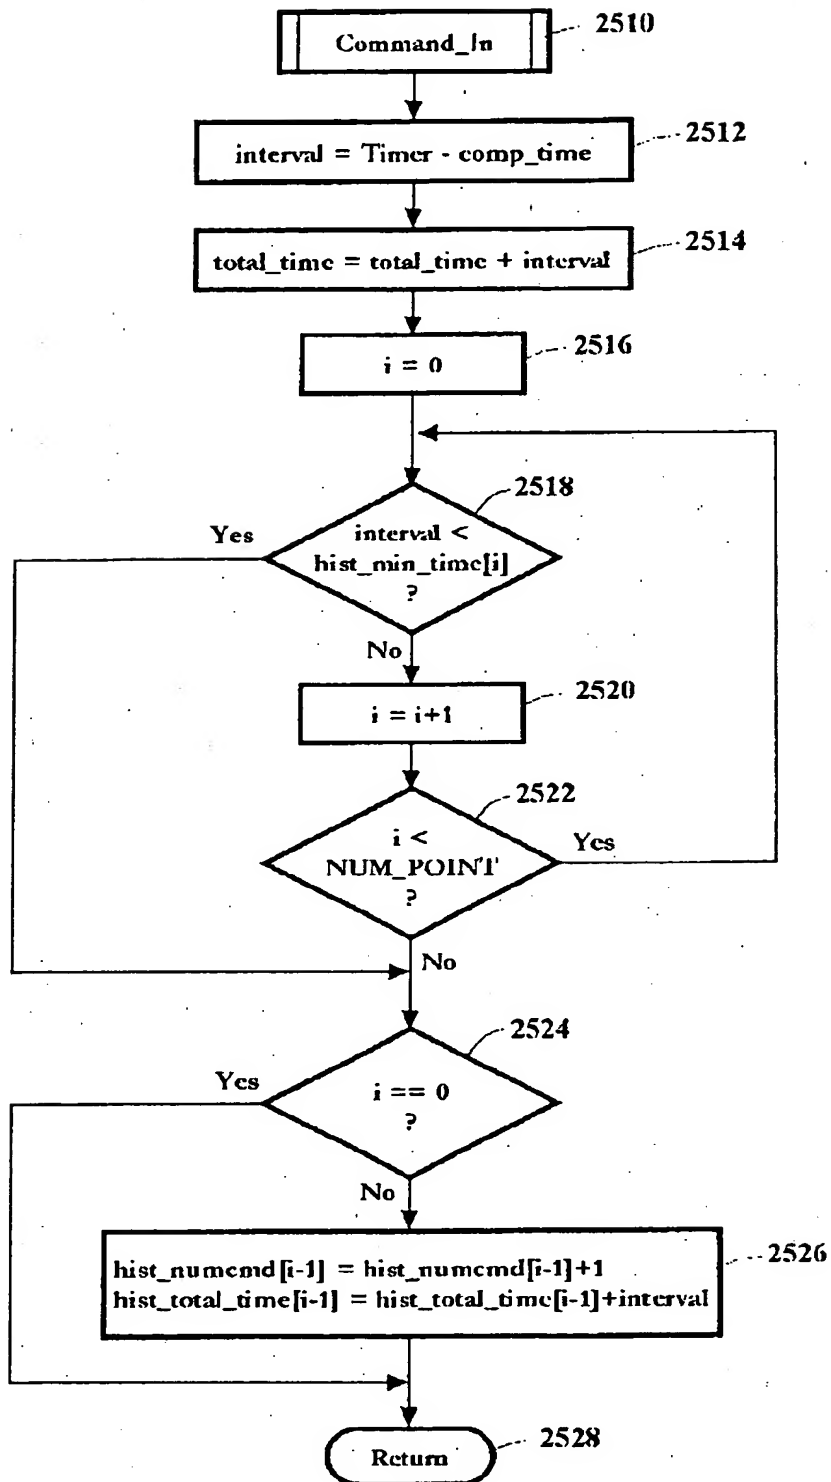 Command_In
2510
interval = Timer - comp_time
2512
total_time = total_time + interval
2514
i = 0
2516
2518
Yes
interval <
hist_min_time[i]
?
No
i = i+1
2520
2522
i <
NUM_POINT
?
Yes
No
2524
Yes
i == 0
?
No
hist_numcmd[i-1] = hist_numcmd[i-1]+1
hist_total_time[i-1] = hist_total_time[i-1]+interval
2526
Return
2528